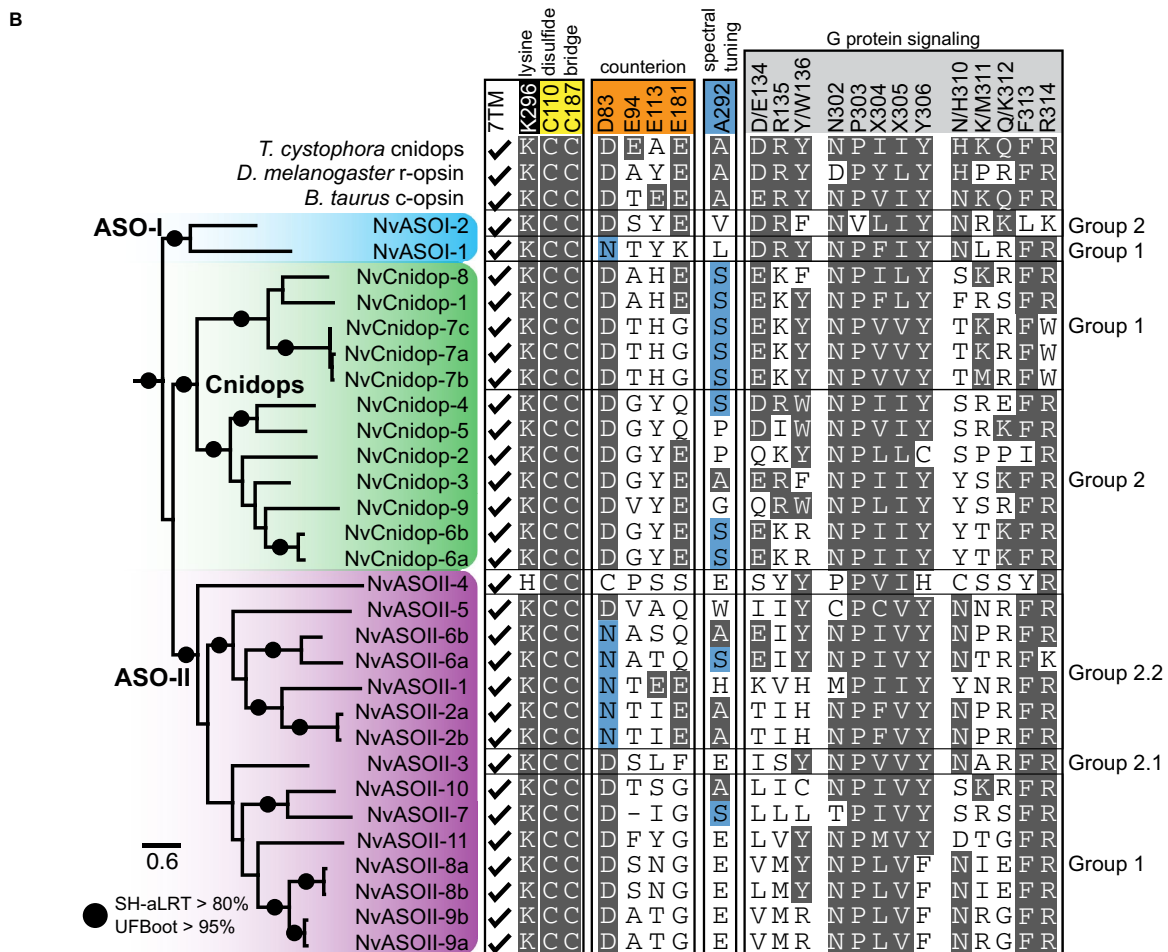 B
lysine
disulfide bridge
counterion
spectral tuning
G protein signaling
7TM K296 C110 C187 D83 E94 E113 E181 A292 D/E134 R135 Y/W136 N302 P303 X304 X305 Y306 N/H310 K/M311 Q/K312 F313 R314
T. cystophora cnidops ✓ K C C D E A E A D R Y N P I I Y H K Q F R
D. melanogaster r-opsin ✓ K C C D A Y E A D R Y D P Y L Y H P R F R
B. taurus c-opsin ✓ K C C D T E E A E R Y N P V I Y N K Q F R
ASO-I
NvASOI-2 ✓ K C C D S Y E V D R F N V L I Y N R K L K Group 2
NvASOI-1 ✓ K C C N T Y K L D R Y N P F I Y N L R F R Group 1
NvCnidop-8 ✓ K C C D A H E S E K F N P I L Y S K R F R
NvCnidop-1 ✓ K C C D A H E S E K Y N P F L Y F R S F R
NvCnidop-7c ✓ K C C D T H G S E K Y N P V V Y T K R F W Group 1
NvCnidop-7a ✓ K C C D T H G S E K Y N P V V Y T K R F W
NvCnidop-7b ✓ K C C D T H G S E K Y N P V V Y T M R F W
Cnidops
NvCnidop-4 ✓ K C C D G Y Q S D R W N P I I Y S R E F R
NvCnidop-5 ✓ K C C D G Y Q P D I W N P V I Y S R K F R
NvCnidop-2 ✓ K C C D G Y E P Q K Y N P L L C S P P I R
NvCnidop-3 ✓ K C C D G Y E A E R F N P I I Y Y S K F R Group 2
NvCnidop-9 ✓ K C C D V Y E G Q R W N P L I Y Y S R F R
NvCnidop-6b ✓ K C C D G Y E S E K R N P I I Y Y T K F R
NvCnidop-6a ✓ K C C D G Y E S E K R N P I I Y Y T K F R
NvASOII-4 ✓ H C C C P S S E S Y Y P P V I H C S S Y R
NvASOII-5 ✓ K C C D V A Q W I I Y C P C V Y N N R F R
NvASOII-6b ✓ K C C N A S Q A E I Y N P I V Y N P R F R
NvASOII-6a ✓ K C C N A T Q S E I Y N P I V Y N T R F K
ASO-II
Group 2.2
NvASOII-1 ✓ K C C N T E E H K V H M P I I Y Y N R F R
NvASOII-2a ✓ K C C N T I E A T I H N P F V Y N P R F R
NvASOII-2b ✓ K C C N T I E A T I H N P F V Y N P R F R
NvASOII-3 ✓ K C C D S L F E I S Y N P V V Y N A R F R Group 2.1
NvASOII-10 ✓ K C C D T S G A L I C N P I V Y S K R F R
NvASOII-7 ✓ K C C D - I G S L L L T P I V Y S R S F R
NvASOII-11 ✓ K C C D F Y G E L V Y N P M V Y D T G F R
NvASOII-8a ✓ K C C D S N G E V M Y N P L V F N I E F R Group 1
NvASOII-8b ✓ K C C D S N G E L M Y N P L V F N I E F R
NvASOII-9b ✓ K C C D A T G E V M R N P L V F N R G F R
NvASOII-9a ✓ K C C D A T G E V M R N P L V F N R G F R
0.6
SH-aLRT > 80%
UFBoot > 95%